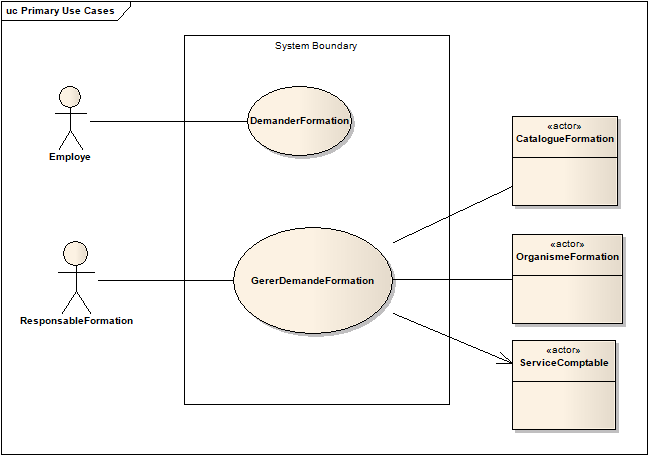 uc Primary Use Cases
System Boundary
DemanderFormation
Employe
«actor»
CatalogueFormation
GererDemandeFormation
ResponsableFormation
«actor»
OrganismeFormation
«actor»
ServiceComptable